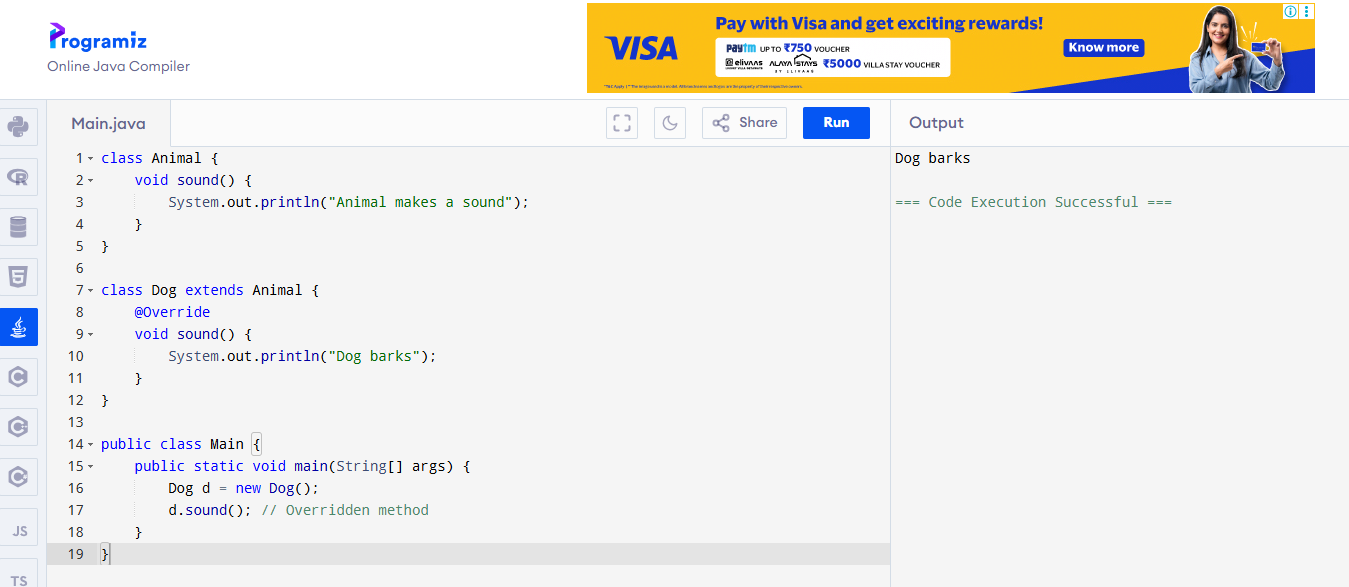 Programiz
Online Java Compiler
VISA
Pay with Visa and get exciting rewards!
paytm UP TO ₹750 VOUCHER
elivaas ALAYA STAYS BY ELIVAAS ₹5000 VILLA STAY VOUCHER
Know more
Main.java
Share
Run
Output
1 class Animal {
2     void sound() {
3         System.out.println("Animal makes a sound");
4     }
5 }
6
7 class Dog extends Animal {
8     @Override
9     void sound() {
10         System.out.println("Dog barks");
11     }
12 }
13
14 public class Main {
15     public static void main(String[] args) {
16         Dog d = new Dog();
17         d.sound(); // Overridden method
18     }
19 }
Dog barks
=== Code Execution Successful ===
R
5
C
C
C
JS
TS